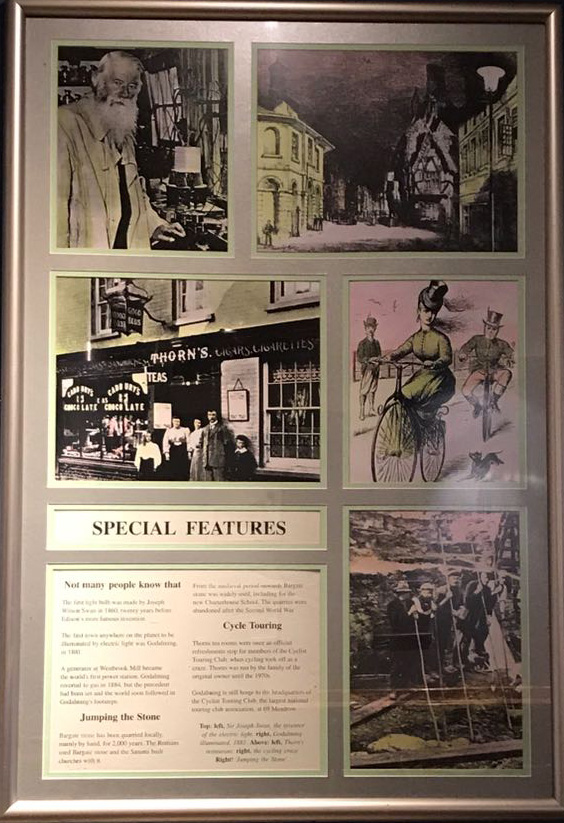 THORN'S. CIGARS, CIGARETTES
TEAS
CADBURY'S CADBURY'S
CHOCOLATE CHOCOLATE
SPECIAL FEATURES
Not many people know that
The first light bulb was made by Joseph
Wilson Swan in 1860, twenty years before
Edison's more famous invention
The first town anywhere on the planet to be
illuminated by electric light was Godalming,
in 1881
A generator at Westbrook Mill became
the world's first power station. Godalming
reverted to gas in 1884, but the precedent
had been set and the world soon followed in
Godalming's footsteps.
Jumping the Stone
Bargate stone has been quarried locally,
mainly by hand, for 2,000 years. The Romans
used Bargate stone and the Saxons built
churches with it.
From the medieval period onwards Bargate
stone was widely used, including for the
new Charterhouse School. The quarries were
abandoned after the Second World War
Cycle Touring
Thorns tea rooms were once an official
refreshments stop for members of the Cyclist
Touring Club, when cycling took off as a
craze. Thorns was run by the family of the
original owner until the 1970s
Godalming is still home to the headquarters of
the Cyclist Touring Club, the largest national
touring club association, at 69 Meadrow
Top: left, Sir Joseph Swan, the inventor
of the electric light, right, Godalming
illuminated, 1881 Above: left, Thorn's
restaurant; right, the cycling craze
Right: 'Jumping the Stone'